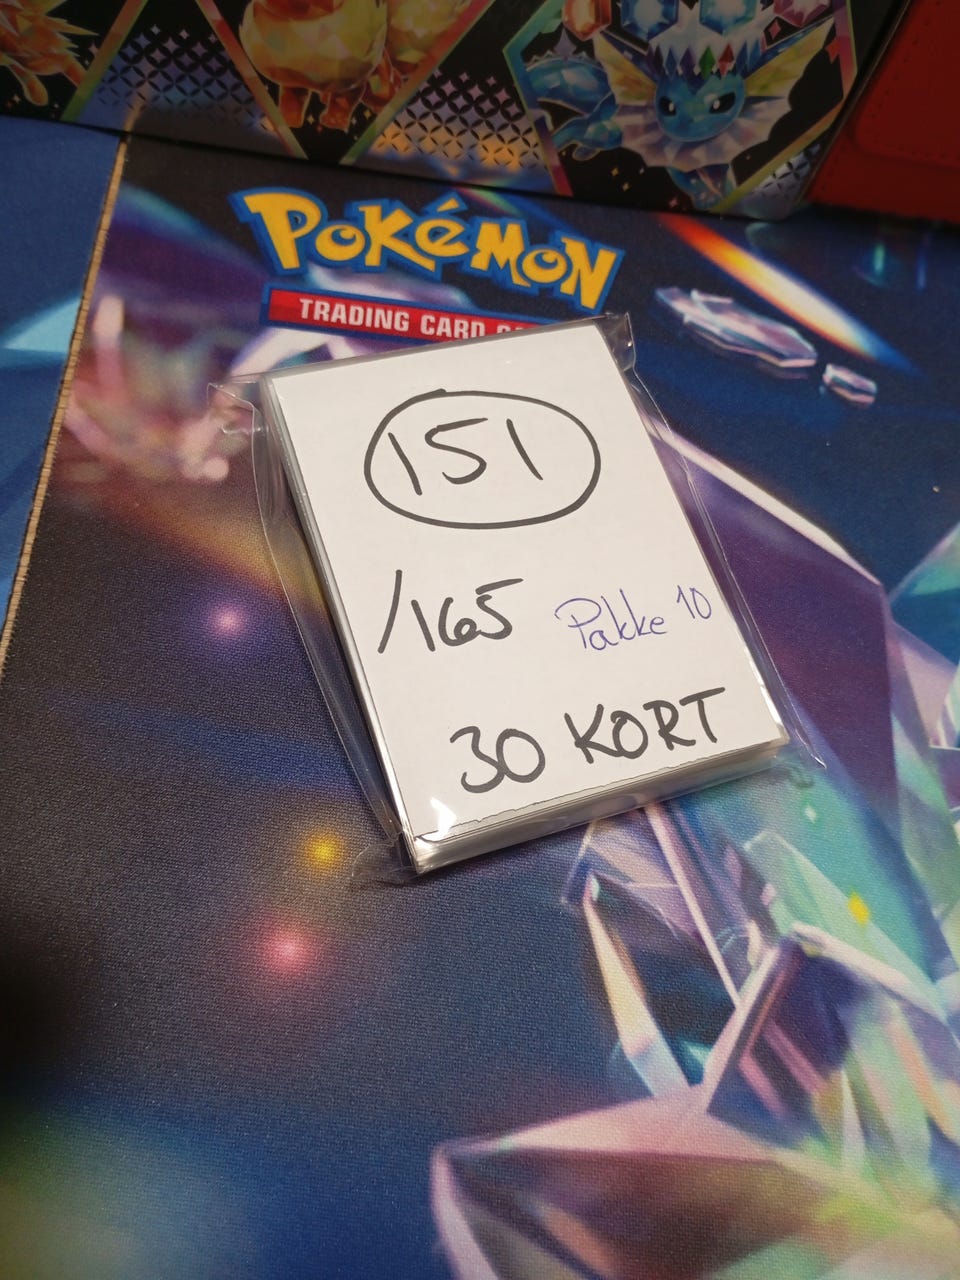 POKéMON
TRADING CARD
151
/165 Pakke 10
30 KORT